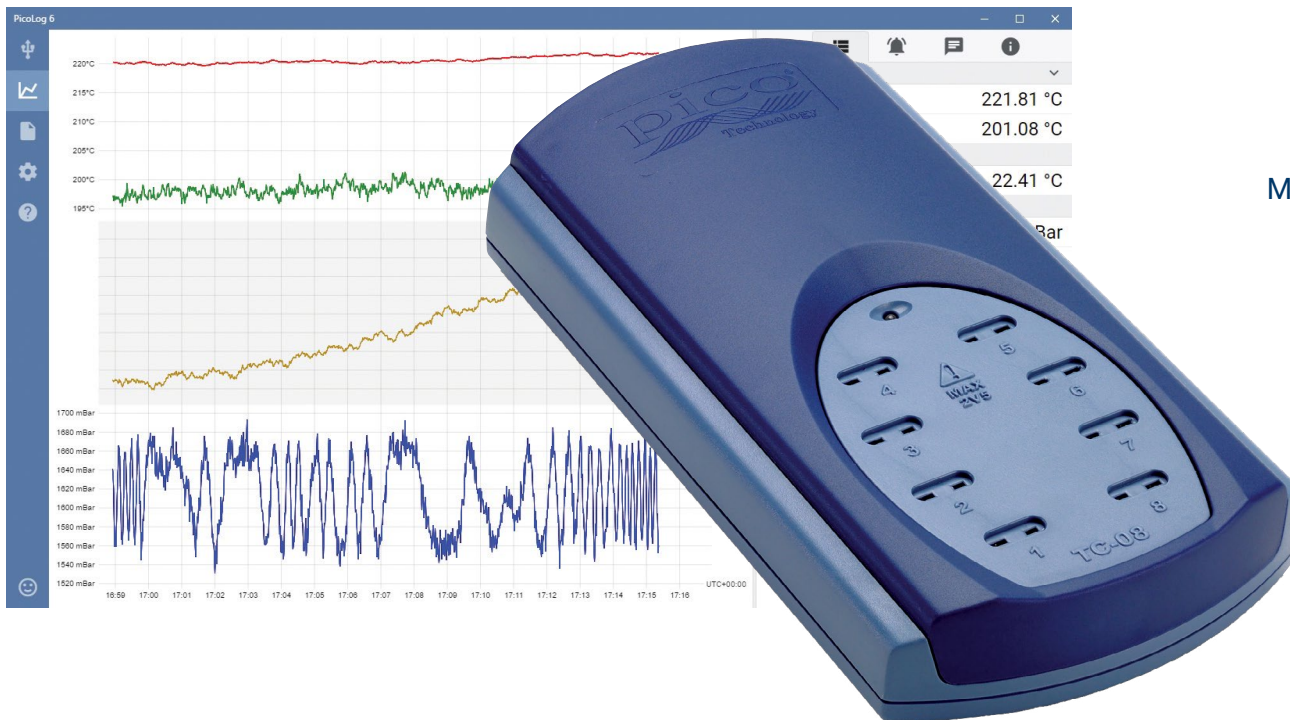 PicoLog 6
220°C
215°C
210°C
205°C
200°C
195°C
221.81 °C
201.08 °C
22.41 °C
Bar
M
1700 mBar
1680 mBar
1660 mBar
1640 mBar
1620 mBar
1600 mBar
1580 mBar
1560 mBar
1540 mBar
1520 mBar
16:59 17:00 17:01 17:02 17:03 17:04 17:05 17:06 17:07 17:08 17:09 17:10 17:11 17:12 17:13 17:14 17:15 17:16
UTC+00:00
pico
Technology
5
4
MAX
2V5
6
3
7
2
8
1
TC-08